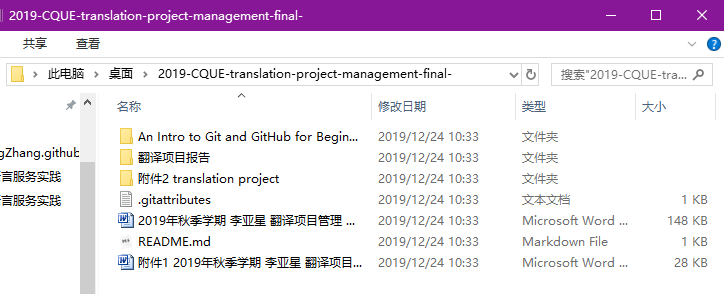 2019-CQUE-translation-project-management-final-
共享 查看
此电脑 桌面 2019-CQUE-translation-project-management-final- 搜索"2019-CQUE-tra...
名称 修改日期 类型 大小
An Intro to Git and GitHub for Begin... 2019/12/24 10:33 文件夹
gZhang.github 翻译项目报告 2019/12/24 10:33 文件夹
言服务实践 附件2 translation project 2019/12/24 10:33 文件夹
言服务实践 .gitattributes 2019/12/24 10:33 文本文档 1 KB
2019年秋季学期 李亚星 翻译项目管理 ... 2019/12/24 10:33 Microsoft Word ... 148 KB
README.md 2019/12/24 10:33 Markdown File 1 KB
附件1 2019年秋季学期 李亚星 翻译项目... 2019/12/24 10:33 Microsoft Word ... 28 KB